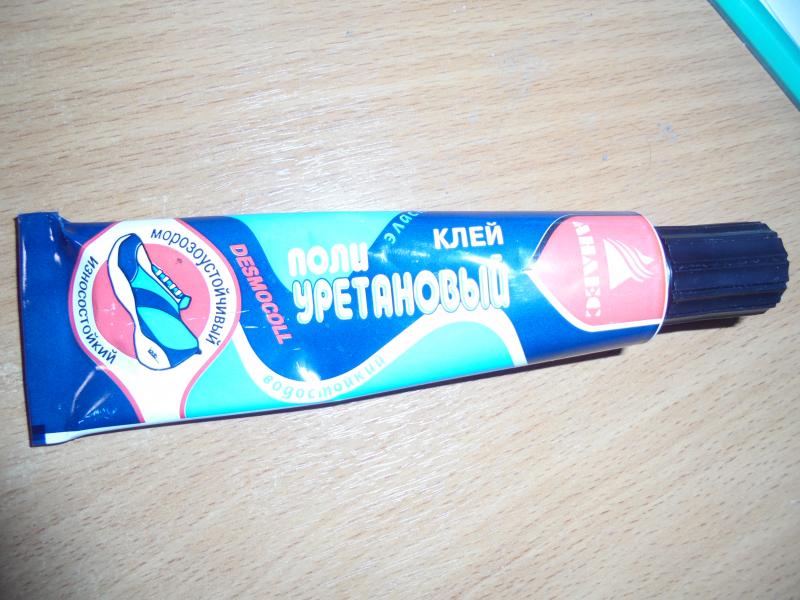 износостойкий
морозоустойчивый
DESMOCOLL
КЛЕЙ
ПОЛИ
УРЕТАНОВЫЙ
водостойкий
АНЛЕС